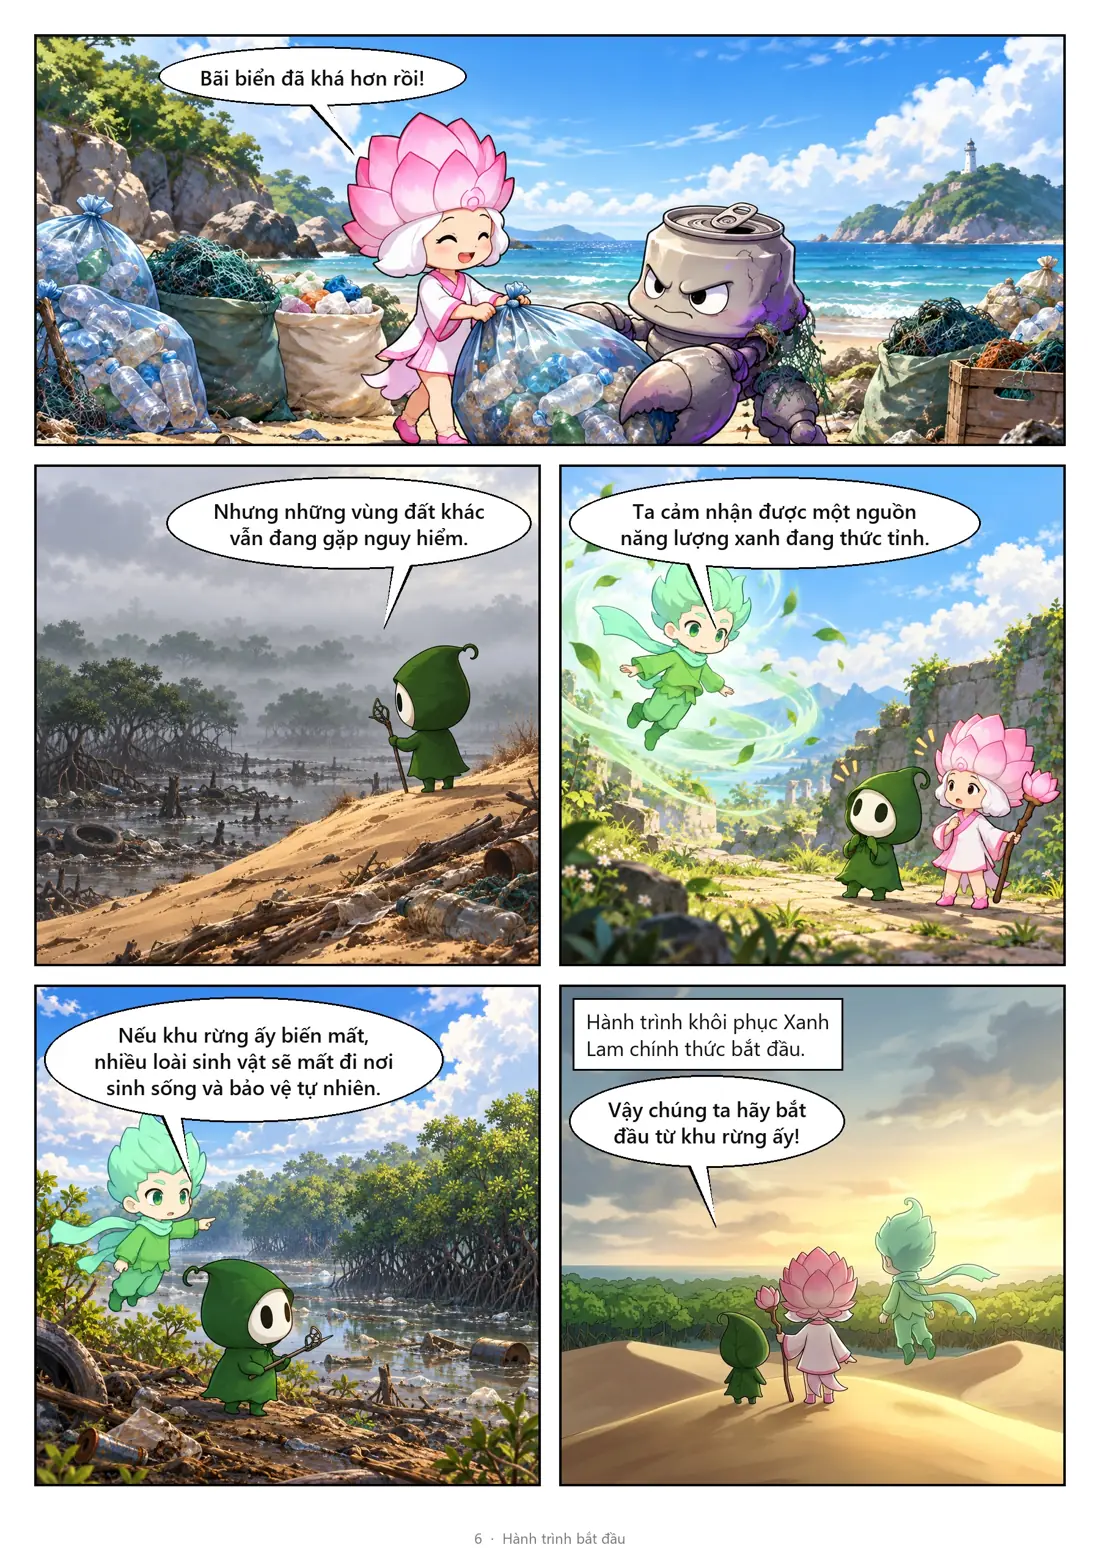 Bãi biển đã khá hơn rồi!
Nhưng những vùng đất khác
vẫn đang gặp nguy hiểm.
Ta cảm nhận được một nguồn
năng lượng xanh đang thức tỉnh.
Nếu khu rừng ấy biến mất,
nhiều loài sinh vật sẽ mất đi nơi
sinh sống và bảo vệ tự nhiên.
Hành trình khôi phục Xanh
Lam chính thức bắt đầu.
Vậy chúng ta hãy bắt
đầu từ khu rừng ấy!
6 · Hành trình bắt đầu